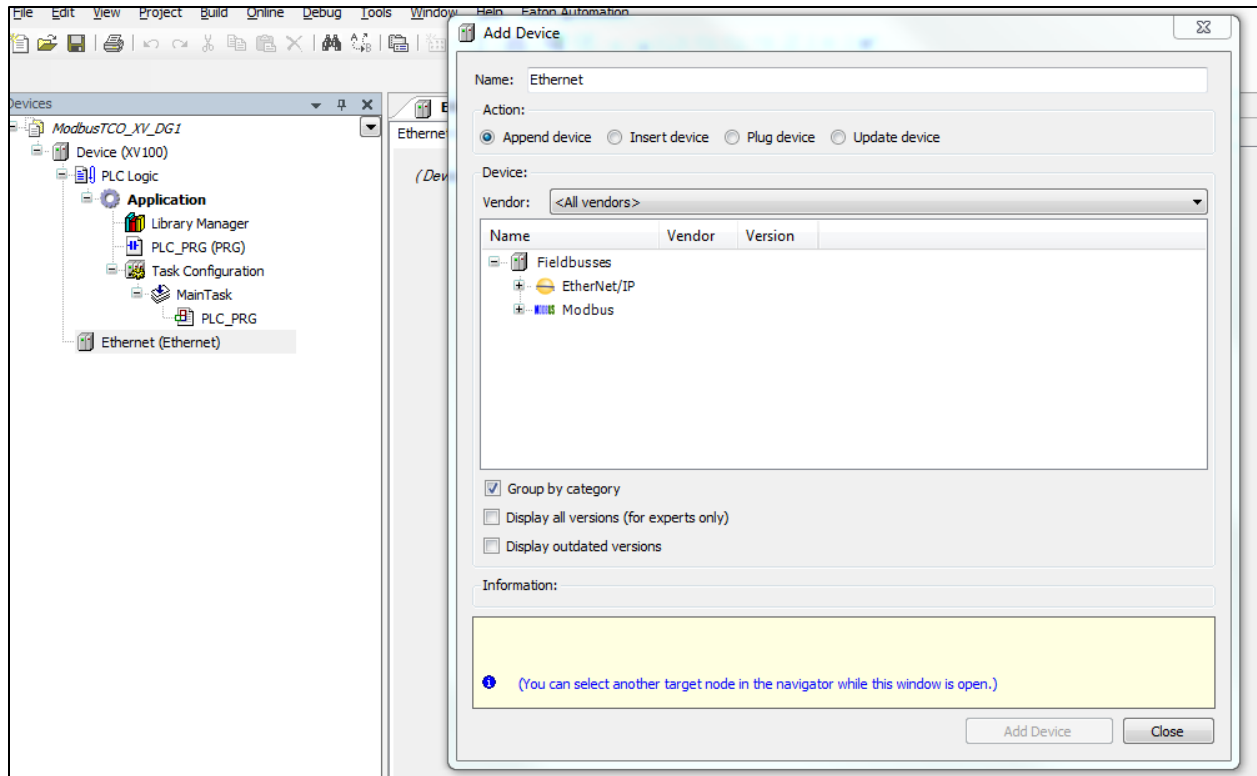 File Edit View Project Build Online Debug Tools Window Help Eaton Automation
Devices
ModbusTCO_XV_DG1
Device (XV100)
PLC Logic
Application
Library Manager
PLC_PRG (PRG)
Task Configuration
MainTask
PLC_PRG
Ethernet (Ethernet)
E
Etherne
(Dev
Add Device
Name: Ethernet
Action:
Append device Insert device Plug device Update device
Device:
Vendor: <All vendors>
Name Vendor Version
Fieldbusses
EtherNet/IP
MODBUS Modbus
Group by category
Display all versions (for experts only)
Display outdated versions
Information:
(You can select another target node in the navigator while this window is open.)
Add Device Close